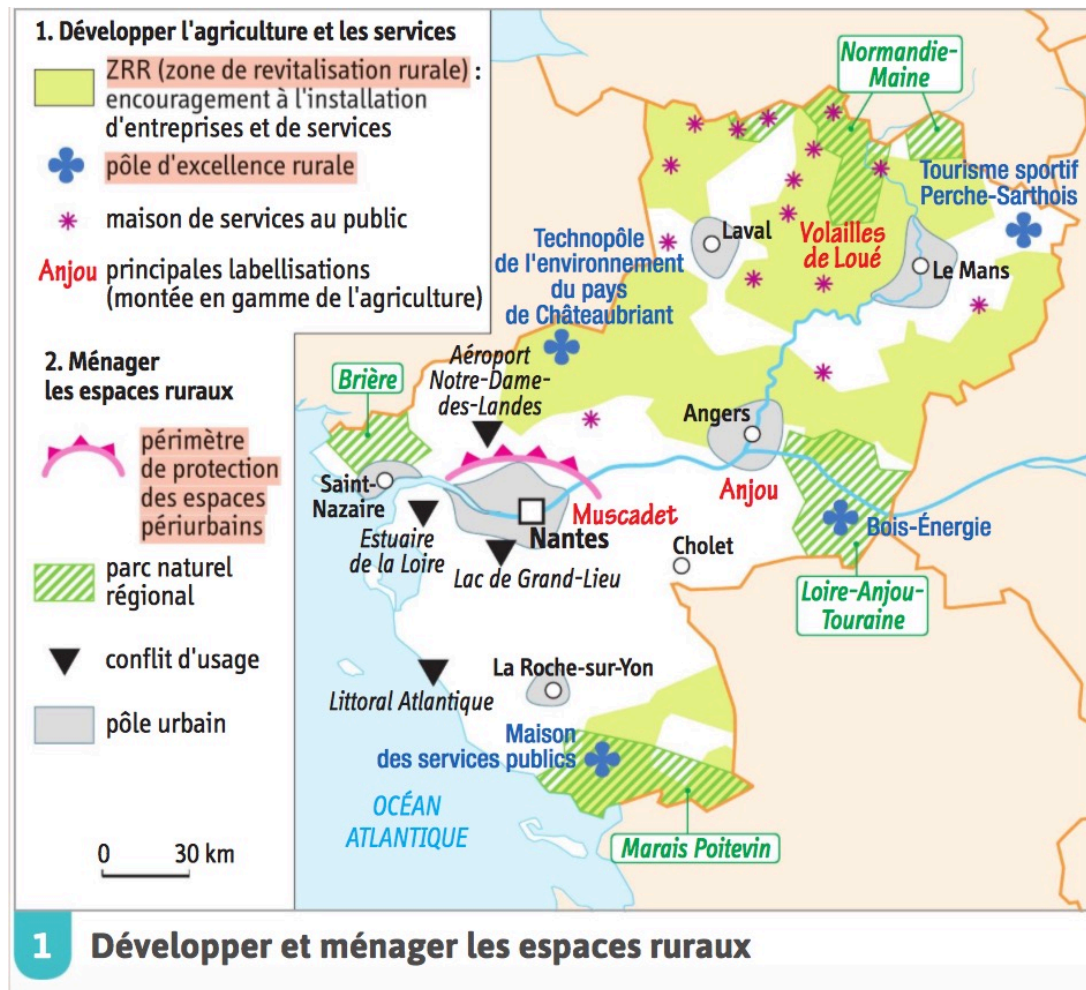 1. Développer l'agriculture et les services
ZRR (zone de revitalisation rurale) :
encouragement à l'installation
d'entreprises et de services
pôle d'excellence rurale
maison de services au public
Anjou
principales labellisations
(montée en gamme de l'agriculture)
2. Ménager
les espaces ruraux
périmètre
de protection
des espaces
périurbains
parc naturel
régional
conflit d'usage
pôle urbain
0 30 km
Normandie-
Maine
Tourisme sportif
Perche-Sarthois
Laval
Volailles
de Loué
Le Mans
Technopôle
de l'environnement
du pays
de Châteaubriant
Aéroport
Notre-Dame-
des-Landes
Brière
Angers
Saint-
Nazaire
Anjou
Muscadet
Nantes
Estuaire
de la Loire
Lac de Grand-Lieu
Cholet
Bois-Énergie
Loire-Anjou-
Touraine
La Roche-sur-Yon
Littoral Atlantique
Maison
des services publics
OCÉAN
ATLANTIQUE
Marais Poitevin
1 Développer et ménager les espaces ruraux